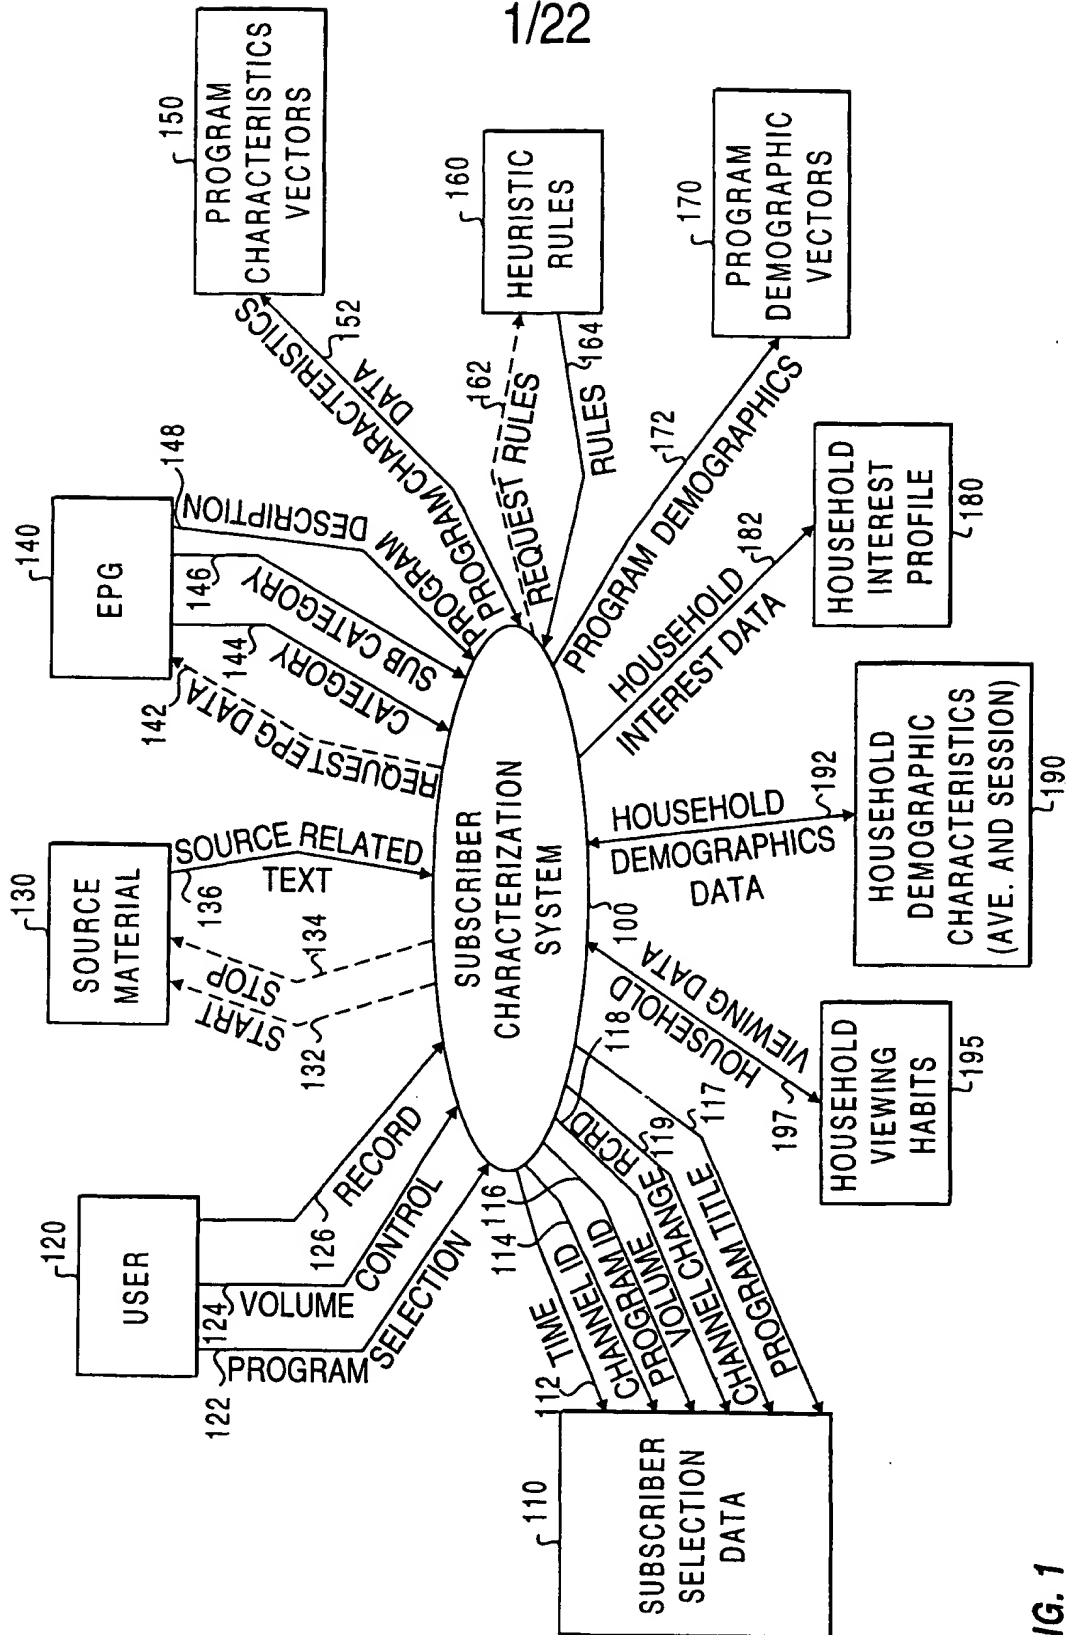 1/22
120
USER
122
PROGRAM
SELECTION
124
VOLUME
CONTROL
126
RECORD
130
SOURCE
MATERIAL
132
START
134
STOP
136
SOURCE RELATED
TEXT
140
EPG
142
REQUEST EPG DATA
144
CATEGORY
146
SUB CATEGORY
148
PROGRAM DESCRIPTION
150
PROGRAM
CHARACTERISTICS
VECTORS
152
PROGRAM CHARACTERISTICS
DATA
160
HEURISTIC
RULES
162
REQUEST RULES
164
RULES
170
PROGRAM
DEMOGRAPHIC
VECTORS
172
PROGRAM DEMOGRAPHICS
SUBSCRIBER
CHARACTERIZATION
SYSTEM
100
110
SUBSCRIBER
SELECTION
DATA
112
TIME
114
CHANNEL ID
116
PROGRAM ID
VOLUME
CHANGE RCRD
118
119
CHANNEL CHANGE
117
PROGRAM TITLE
HOUSEHOLD
VIEWING DATA
197
HOUSEHOLD
VIEWING
HABITS
195
HOUSEHOLD
DEMOGRAPHICS
DATA
192
HOUSEHOLD
DEMOGRAPHIC
CHARACTERISTICS
(AVE. AND SESSION)
190
HOUSEHOLD
INTEREST DATA
182
HOUSEHOLD
INTEREST
PROFILE
180
IG. 1